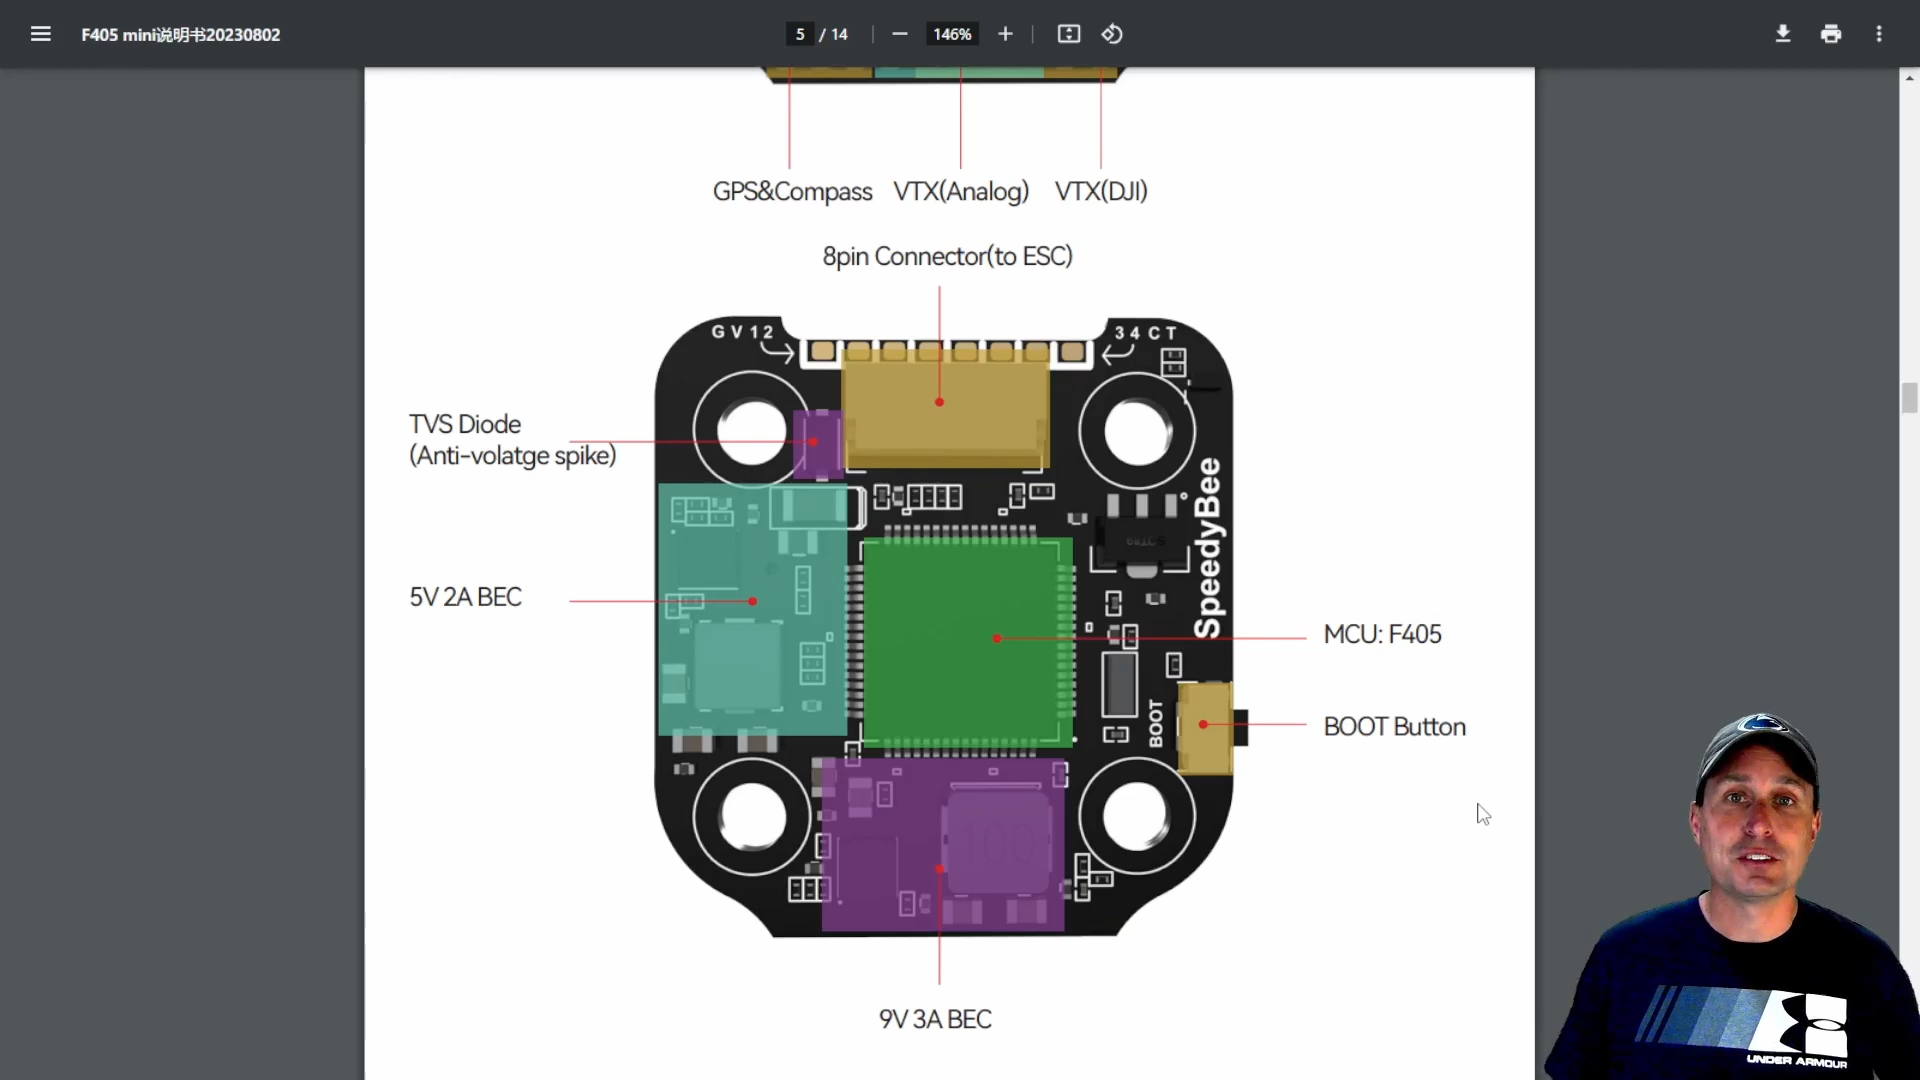 F405 mini说明书20230802
5 / 14
146%
GPS&Compass VTX(Analog) VTX(DJI)
8pin Connector(to ESC)
G V 1 2
3 4 C T
TVS Diode
(Anti-volatge spike)
SpeedyBee
5V 2A BEC
MCU: F405
BOOT
BOOT Button
100
9V 3A BEC
UNDER ARMOUR